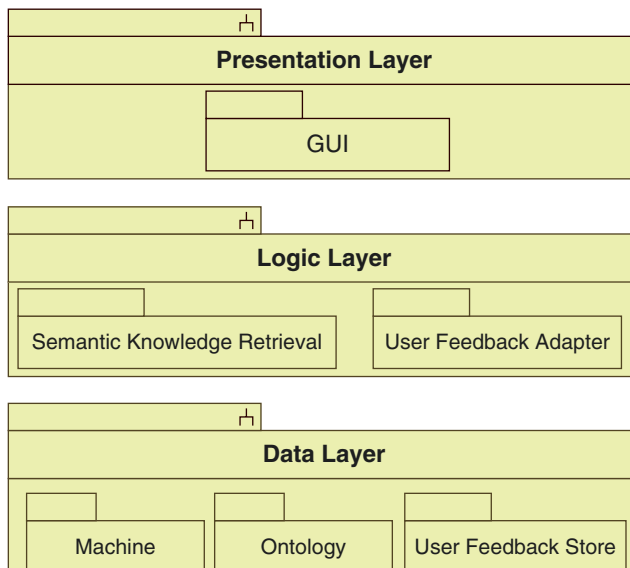 Presentation Layer
GUI
Logic Layer
Semantic Knowledge Retrieval
User Feedback Adapter
Data Layer
Machine
Ontology
User Feedback Store